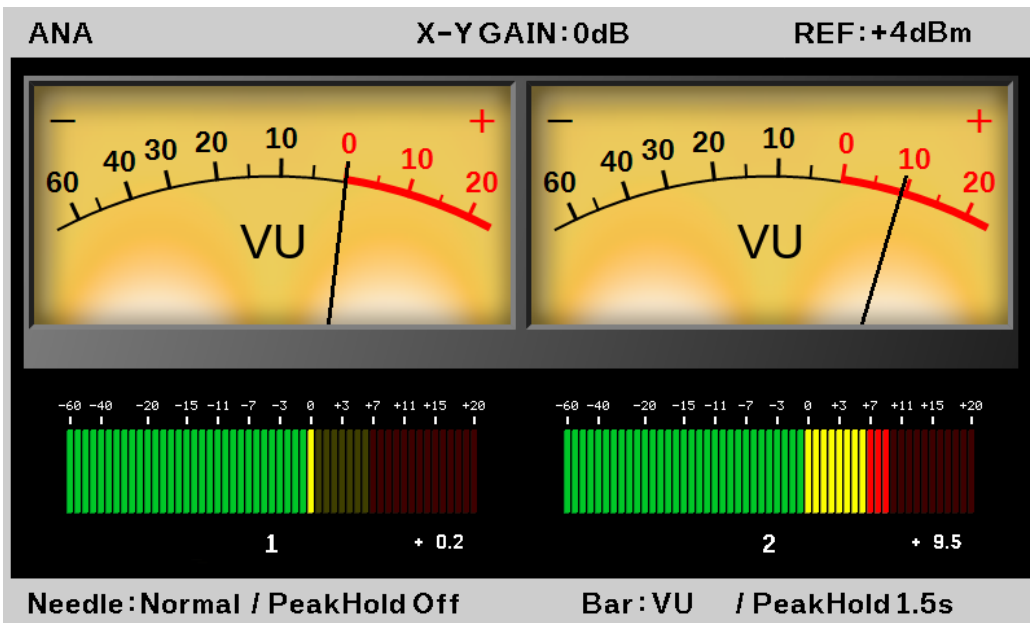 ANA X-Y GAIN:0dB REF:+4dBm
− + − +
60 40 30 20 10 0 10 20 60 40 30 20 10 0 10 20
VU VU
-60 -40 -20 -15 -11 -7 -3 0 +3 +7 +11 +15 +20 -60 -40 -20 -15 -11 -7 -3 0 +3 +7 +11 +15 +20
1 + 0.2 2 + 9.5
Needle:Normal / PeakHold Off Bar:VU / PeakHold 1.5s